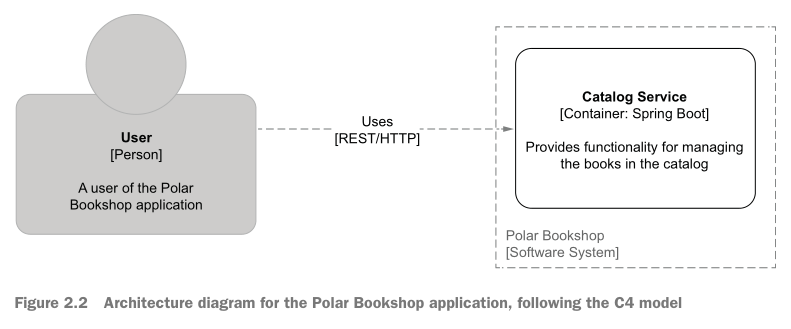 User
[Person]
A user of the Polar
Bookshop application
Uses
[REST/HTTP]
Catalog Service
[Container: Spring Boot]
Provides functionality for managing
the books in the catalog
Polar Bookshop
[Software System]
Figure 2.2 Architecture diagram for the Polar Bookshop application, following the C4 model